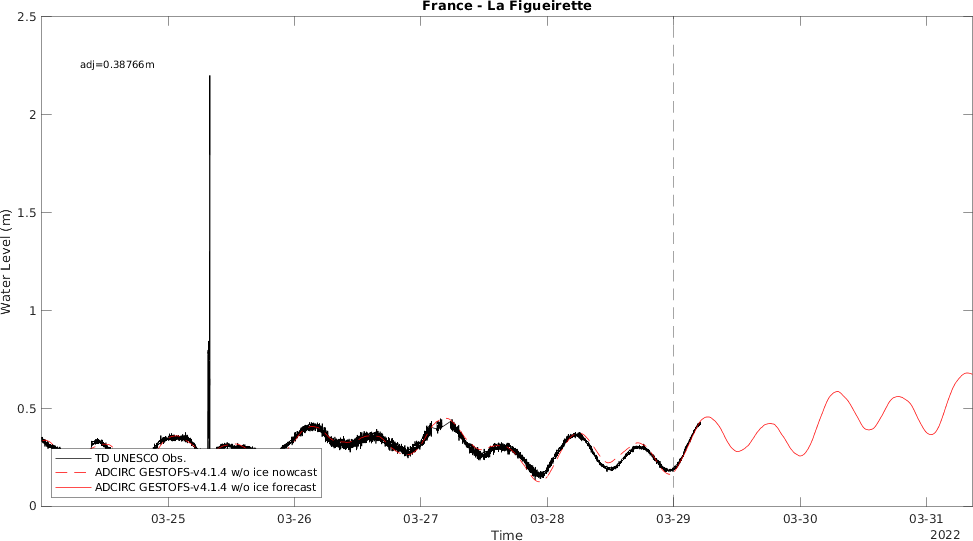 France - La Figueirette
2.5
adj=0.38766m
2
1.5
Water Level (m)
1
0.5
TD UNESCO Obs.
ADCIRC GESTOFS-v4.1.4 w/o ice nowcast
ADCIRC GESTOFS-v4.1.4 w/o ice forecast
0
03-25 03-26 03-27 03-28 03-29 03-30 03-31
Time
2022